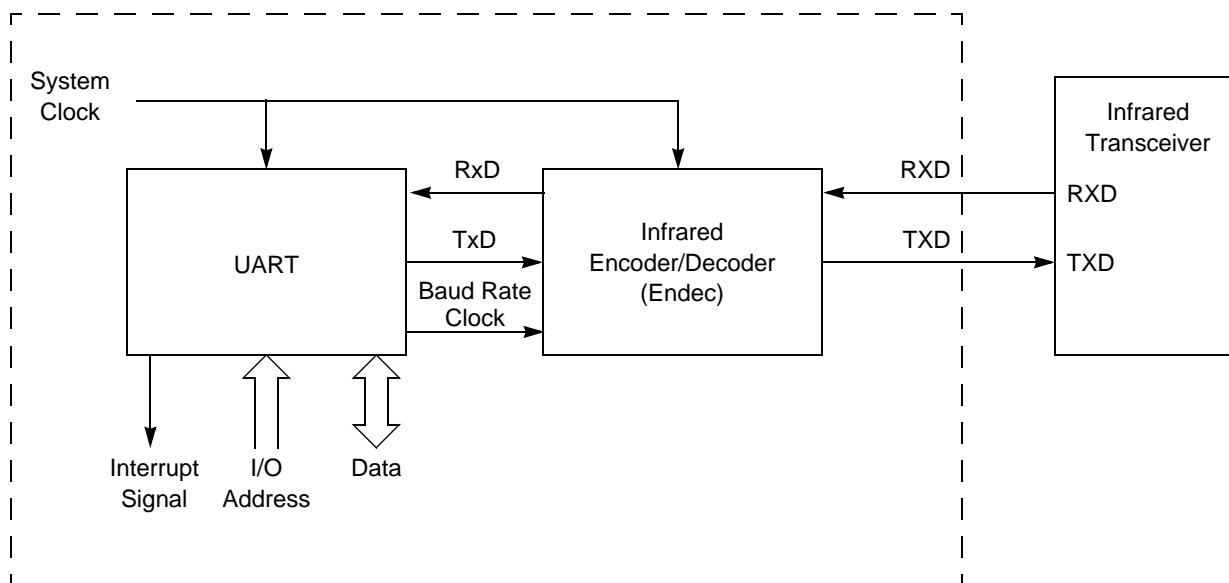 System
Clock
Infrared
Transceiver
RxD
RXD
RXD
TxD
Infrared
Encoder/Decoder
(Endec)
UART
TXD
TXD
Baud Rate
Clock
Interrupt
Signal
I/O
Address
Data